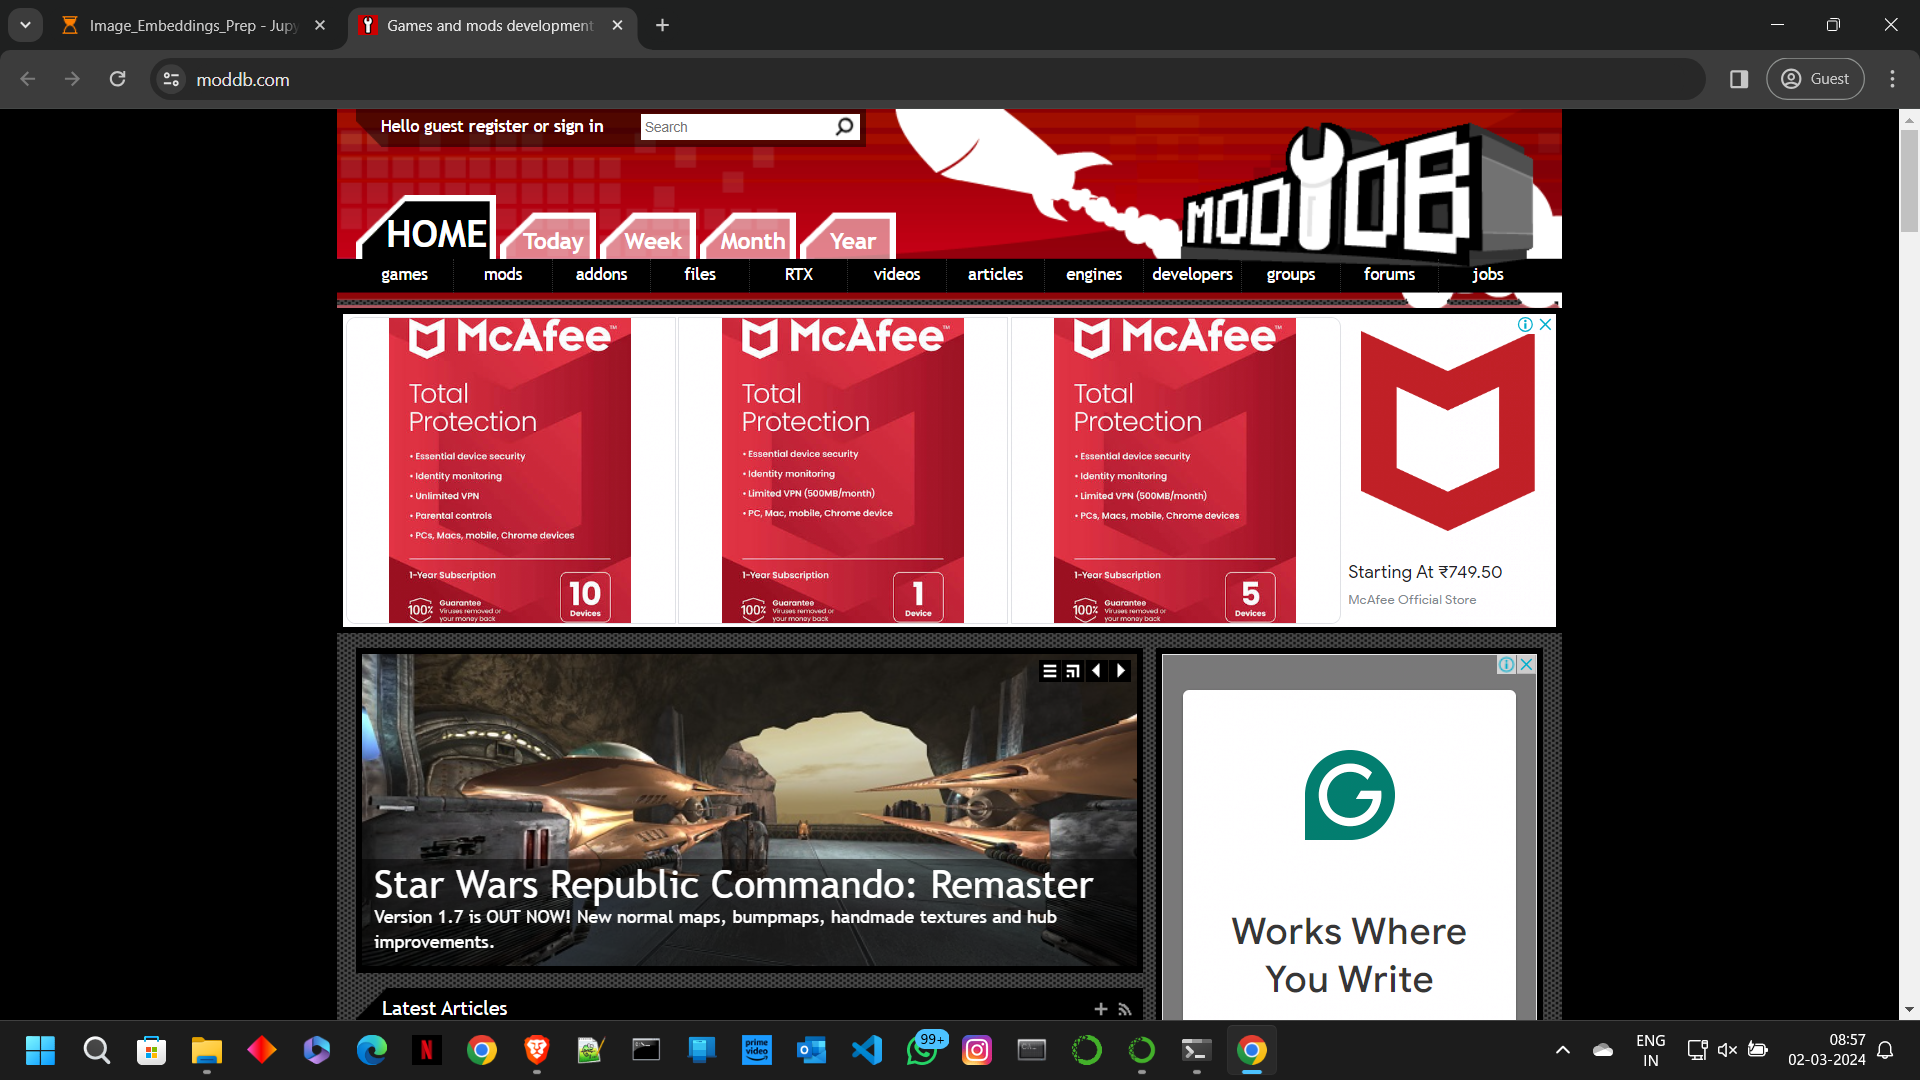 Image_Embeddings_Prep - Jupy
Games and mods development
moddb.com
Guest
Hello guest register or sign in
Search
MODDB
HOME
Today
Week
Month
Year
games
mods
addons
files
RTX
videos
articles
engines
developers
groups
forums
jobs
McAfee™
Total
Protection
• Essential device security
• Identity monitoring
• Unlimited VPN
• Parental controls
• PCs, Macs, mobile, Chrome devices
1-Year Subscription
10
Devices
100%
Guarantee
Viruses removed or
your money back
McAfee™
Total
Protection
• Essential device security
• Identity monitoring
• Limited VPN (500MB/month)
• PC, Mac, mobile, Chrome device
1-Year Subscription
1
Device
100%
Guarantee
Viruses removed or
your money back
McAfee™
Total
Protection
• Essential device security
• Identity monitoring
• Limited VPN (500MB/month)
• PCs, Macs, mobile, Chrome devices
1-Year Subscription
5
Devices
100%
Guarantee
Viruses removed or
your money back
Starting At ₹749.50
McAfee Official Store
Star Wars Republic Commando: Remaster
Version 1.7 is OUT NOW! New normal maps, bumpmaps, handmade textures and hub
improvements.
Works Where
You Write
Latest Articles
N
prime
video
99+
ENG
IN
08:57
02-03-2024